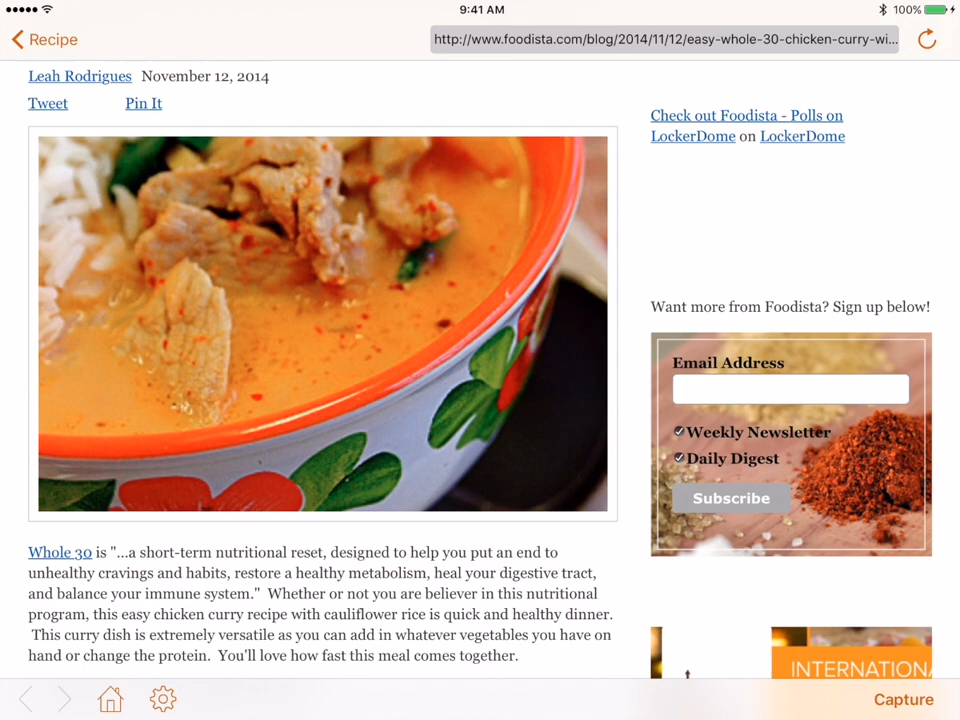 9:41 AM
100%
Recipe
http://www.foodista.com/blog/2014/11/12/easy-whole-30-chicken-curry-wi...
Leah Rodrigues November 12, 2014
Tweet Pin It
Check out Foodista - Polls on
LockerDome on LockerDome
Want more from Foodista? Sign up below!
Email Address
Weekly Newsletter
Daily Digest
Subscribe
Whole 30 is "...a short-term nutritional reset, designed to help you put an end to
unhealthy cravings and habits, restore a healthy metabolism, heal your digestive tract,
and balance your immune system."  Whether or not you are believer in this nutritional
program, this easy chicken curry recipe with cauliflower rice is quick and healthy dinner.
This curry dish is extremely versatile as you can add in whatever vegetables you have on
hand or change the protein.  You'll love how fast this meal comes together.
INTERNATIONA
Capture